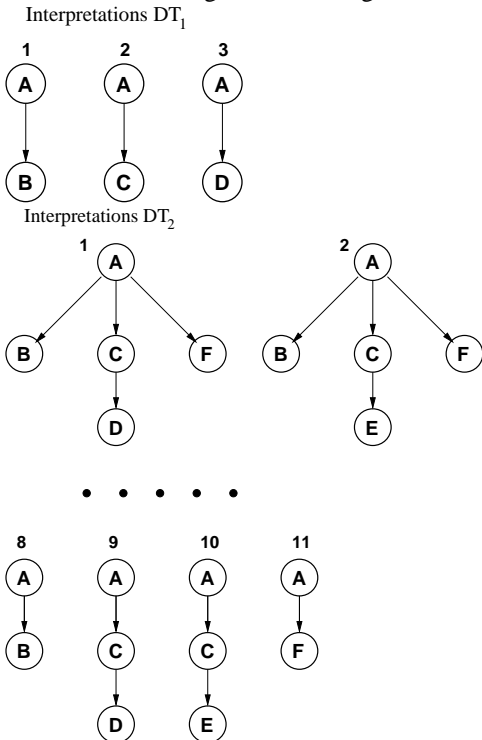 Interpretations DT1
1 2 3
A A A
B C D
Interpretations DT2
1 2
A A
B C F B C F
D E
8 9 10 11
A A A A
B C C F
D E